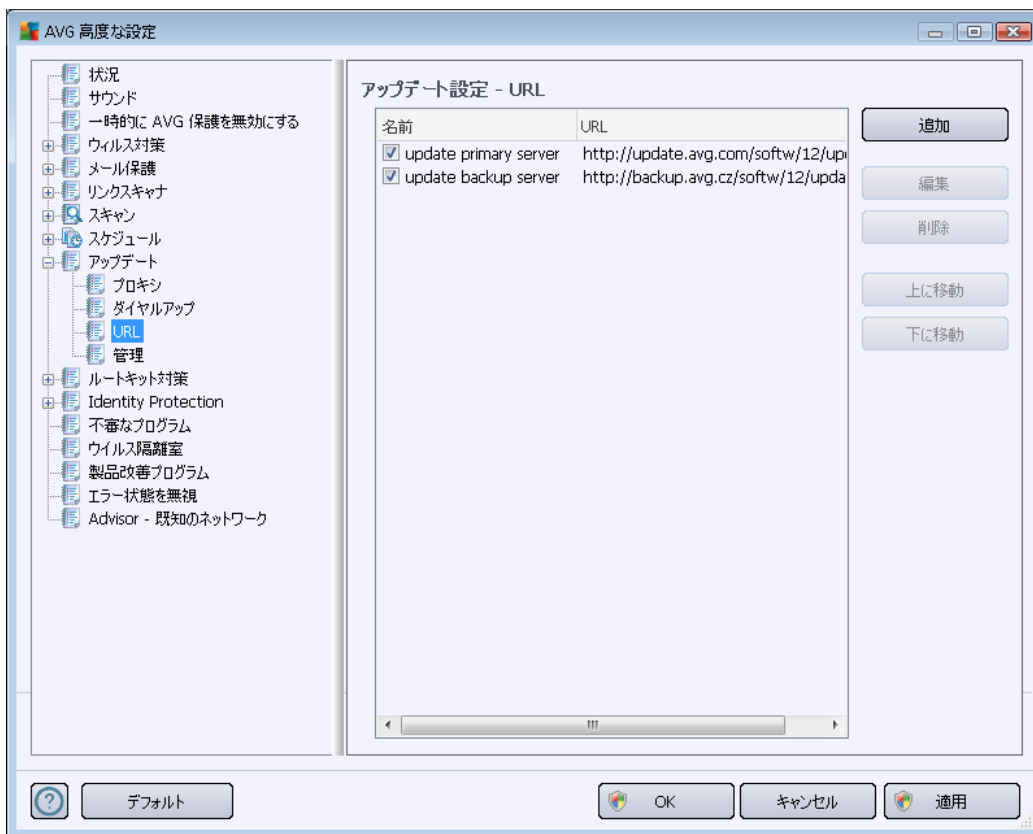 AVG 高度な設定
状況
サウンド
一時的に AVG 保護を無効にする
ウィルス対策
メール保護
リンクスキャナ
スキャン
スケジュール
アップデート
プロキシ
ダイヤルアップ
URL
管理
ルートキット対策
Identity Protection
不審なプログラム
ウイルス隔離室
製品改善プログラム
エラー状態を無視
Advisor - 既知のネットワーク
アップデート設定 - URL
名前 URL
update primary server http://update.avg.com/softw/12/up
update backup server http://backup.avg.cz/softw/12/upda
追加
編集
削除
上に移動
下に移動
デフォルト
OK
キャンセル
適用